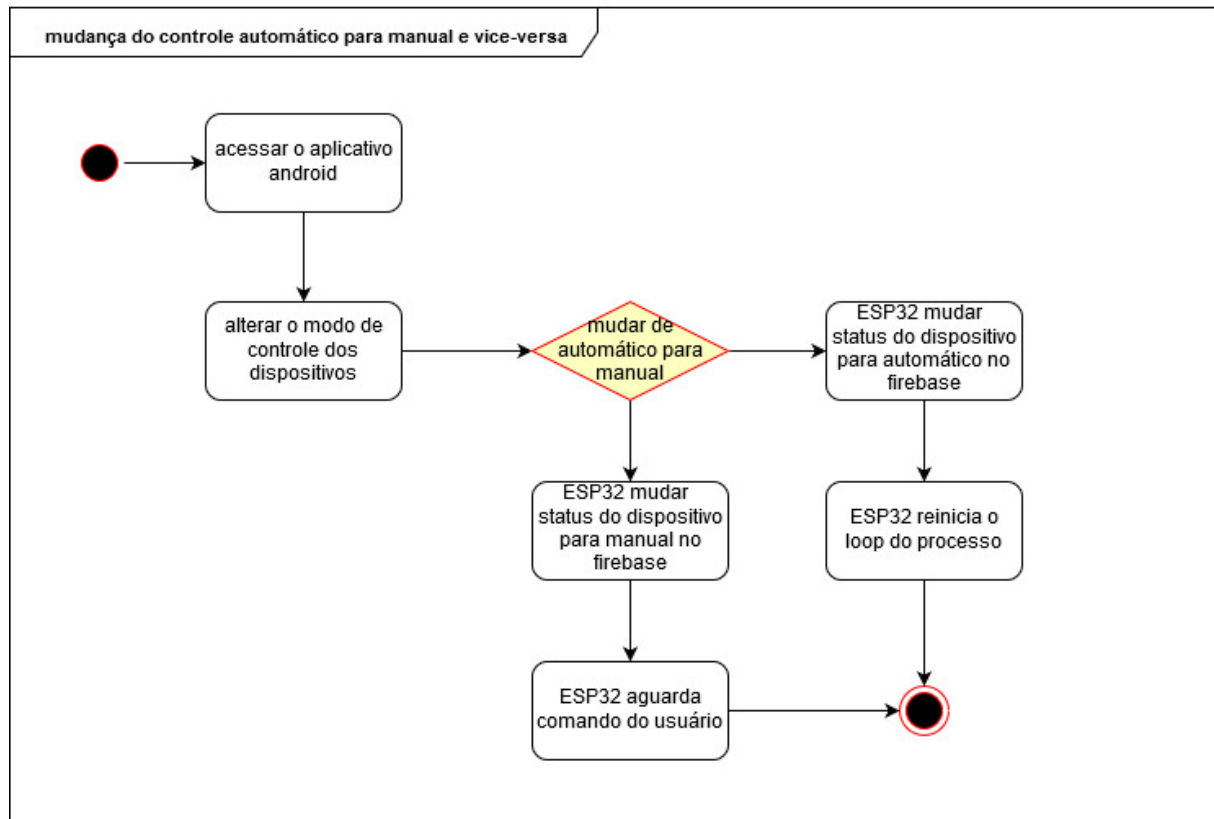 mudança do controle automático para manual e vice-versa
acessar o aplicativo
android
alterar o modo de
controle dos
dispositivos
mudar de
automático para
manual
ESP32 mudar
status do dispositivo
para automático no
firebase
ESP32 mudar
status do dispositivo
para manual no
firebase
ESP32 reinicia o
loop do processo
ESP32 aguarda
comando do usuário